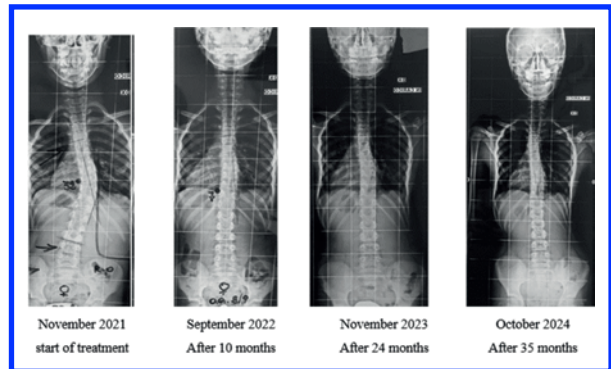 November 2021
start of treatment
September 2022
After 10 months
November 2023
After 24 months
October 2024
After 35 months